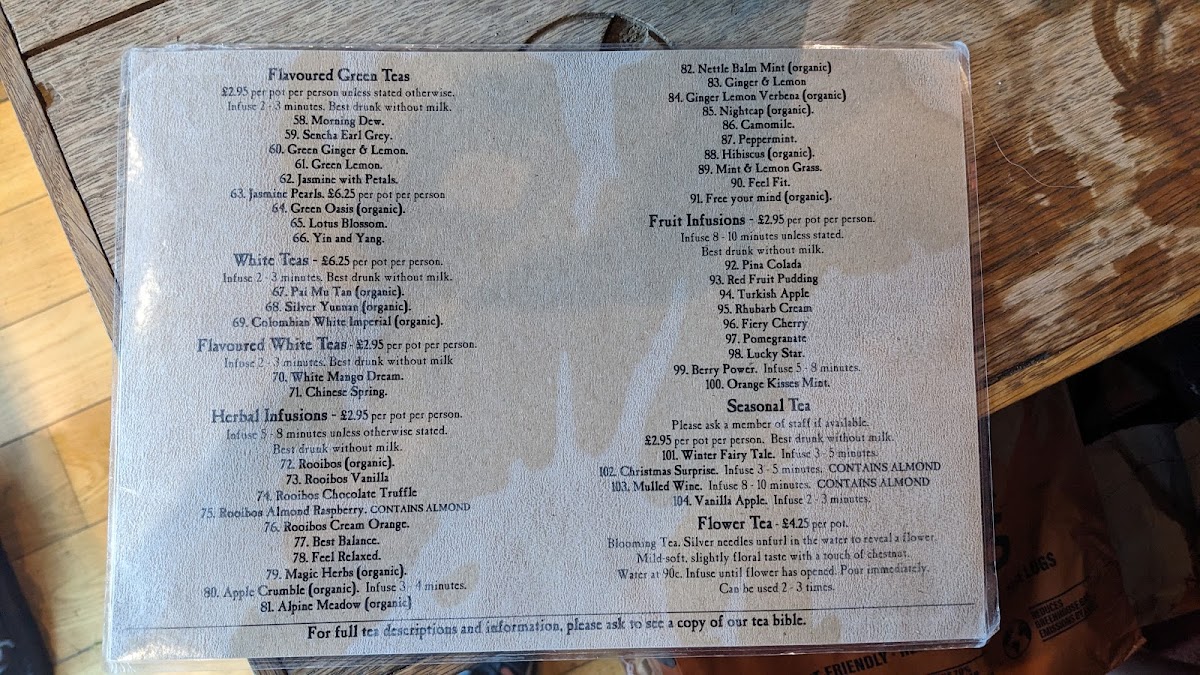 Flavoured Green Teas
£2.95 per pot per person unless stated otherwise.
Infuse 2 - 3 minutes. Best drunk without milk.
58. Morning Dew.
59. Sencha Earl Grey.
60. Green Ginger & Lemon.
61. Green Lemon.
62. Jasmine with Petals.
63. Jasmine Pearls. £6.25 per pot per person
64. Green Oasis (organic).
65. Lotus Blossom.
66. Yin and Yang.
White Teas - £6.25 per pot per person.
Infuse 2 - 3 minutes. Best drunk without milk.
67. Pai Mu Tan (organic).
68. Silver Yunnan (organic).
69. Colombian White Imperial (organic).
Flavoured White Teas - £2.95 per pot per person.
Infuse 2 - 3 minutes. Best drunk without milk
70. White Mango Dream.
71. Chinese Spring.
Herbal Infusions - £2.95 per pot per person.
Infuse 5 - 8 minutes unless otherwise stated.
Best drunk without milk.
72. Rooibos (organic).
73. Rooibos Vanilla
74. Rooibos Chocolate Truffle
75. Rooibos Almond Raspberry. CONTAINS ALMOND
76. Rooibos Cream Orange.
77. Best Balance.
78. Feel Relaxed.
79. Magic Herbs (organic).
80. Apple Crumble (organic). Infuse 3 - 4 minutes.
81. Alpine Meadow (organic)
82. Nettle Balm Mint (organic)
83. Ginger & Lemon
84. Ginger Lemon Verbena (organic)
85. Nightcap (organic).
86. Camomile.
87. Peppermint.
88. Hibiscus (organic).
89. Mint & Lemon Grass.
90. Feel Fit.
91. Free your mind (organic).
Fruit Infusions - £2.95 per pot per person.
Infuse 8 - 10 minutes unless stated.
Best drunk without milk.
92. Pina Colada
93. Red Fruit Pudding
94. Turkish Apple
95. Rhubarb Cream
96. Fiery Cherry
97. Pomegranate
98. Lucky Star.
99. Berry Power. Infuse 5 - 8 minutes.
100. Orange Kisses Mint.
Seasonal Tea
Please ask a member of staff if available.
£2.95 per pot per person. Best drunk without milk.
101. Winter Fairy Tale. Infuse 3 - 5 minutes.
102. Christmas Surprise. Infuse 3 - 5 minutes. CONTAINS ALMOND
103. Mulled Wine. Infuse 8 - 10 minutes. CONTAINS ALMOND
104. Vanilla Apple. Infuse 2 - 3 minutes.
Flower Tea - £4.25 per pot.
Blooming Tea. Silver needles unfurl in the water to reveal a flower.
Mild-soft, slightly floral taste with a touch of chestnut.
Water at 90c. Infuse until flower has opened. Pour immediately.
Can be used 2 - 3 times.
For full tea descriptions and information, please ask to see a copy of our tea bible.
LOGS
REDUCES
GREENHOUSE
EMISSIONS BY
FRIENDLY